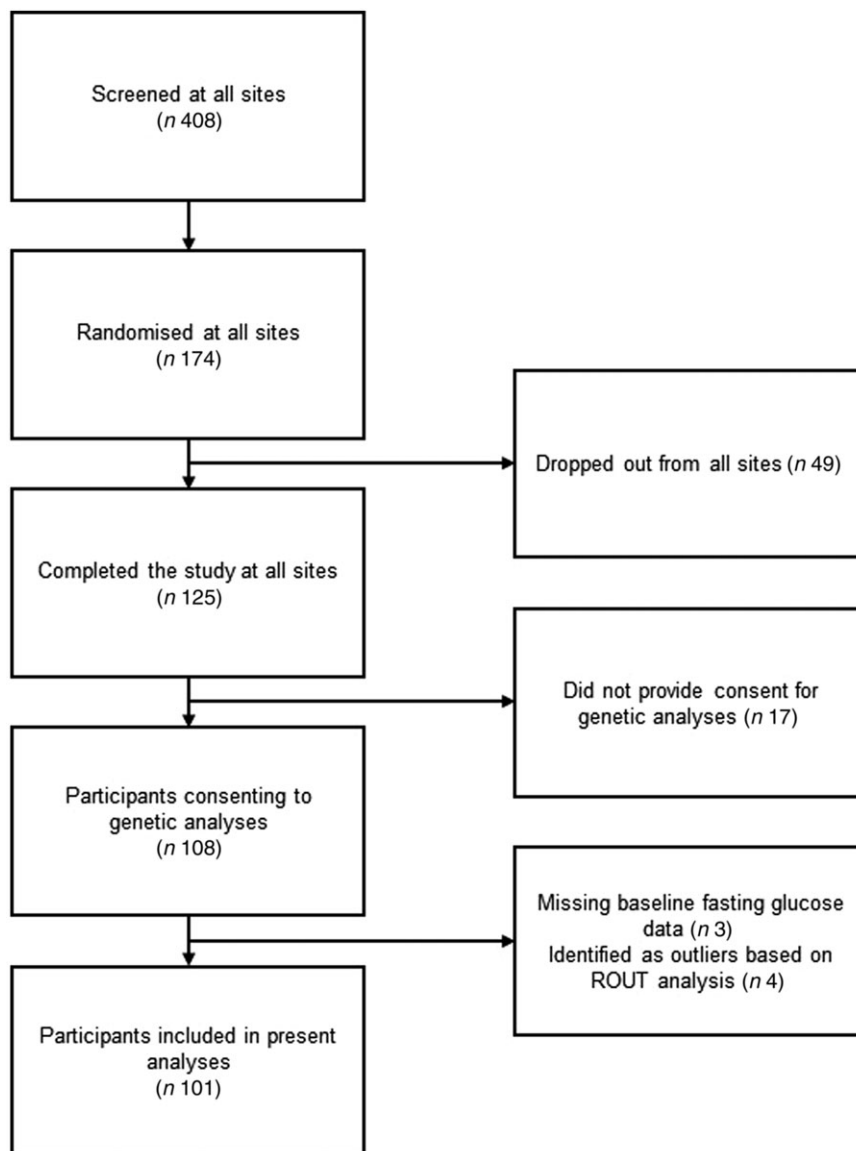 Screened at all sites
(n 408)
Randomised at all sites
(n 174)
Dropped out from all sites (n 49)
Completed the study at all sites
(n 125)
Did not provide consent for
genetic analyses (n 17)
Participants consenting to
genetic analyses
(n 108)
Missing baseline fasting glucose
data (n 3)
Identified as outliers based on
ROUT analysis (n 4)
Participants included in present
analyses
(n 101)